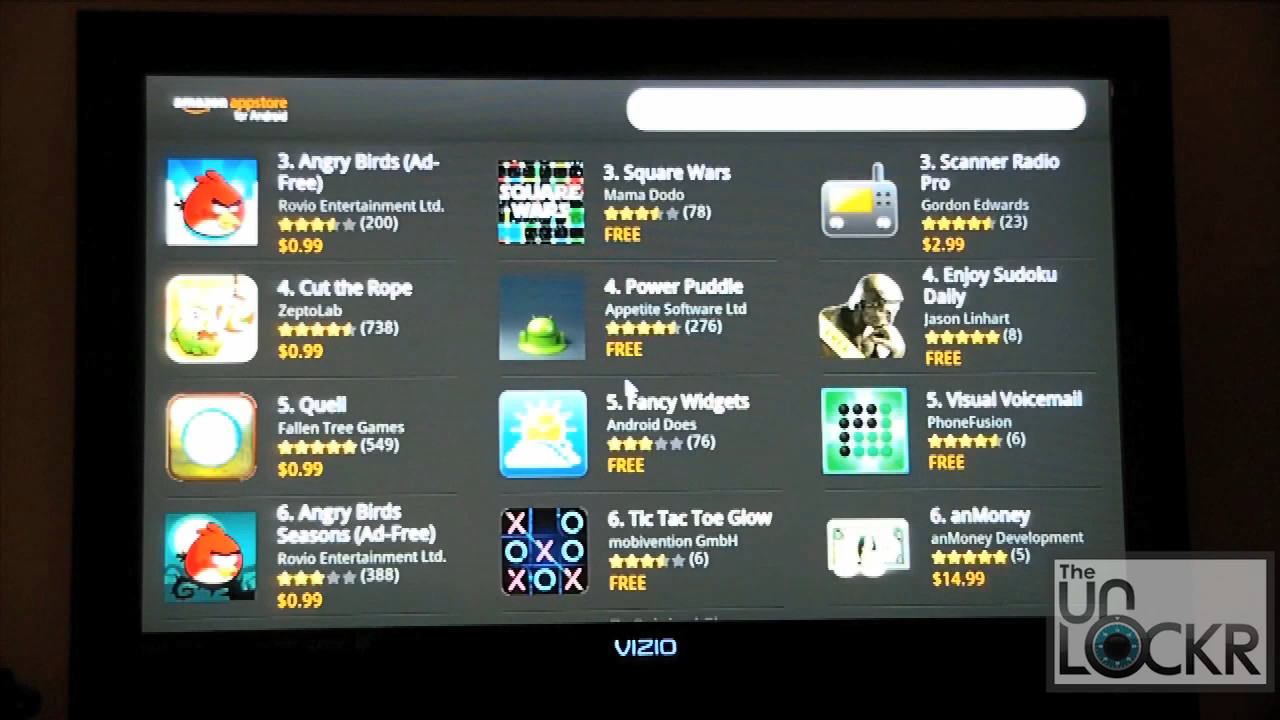 amazon appstore
for Android
3. Angry Birds (Ad-
Free)
Rovio Entertainment Ltd.
(200)
$0.99
3. Square Wars
Mama Dodo
(78)
FREE
SQUARE
WARS
3. Scanner Radio
Pro
Gordon Edwards
(23)
$2.99
4. Cut the Rope
ZeptoLab
(738)
$0.99
4. Power Puddle
Appetite Software Ltd
(276)
FREE
4. Enjoy Sudoku
Daily
Jason Linhart
(8)
FREE
5. Quell
Fallen Tree Games
(549)
$0.99
5. Fancy Widgets
Android Does
(76)
FREE
5. Visual Voicemail
PhoneFusion
(6)
FREE
6. Angry Birds
Seasons (Ad-Free)
Rovio Entertainment Ltd.
(388)
$0.99
X O
O X O
X O X
6. Tic Tac Toe Glow
mobivention GmbH
(6)
FREE
6. anMoney
anMoney Development
(5)
$14.99
VIZIO
The
UN
LOCKR